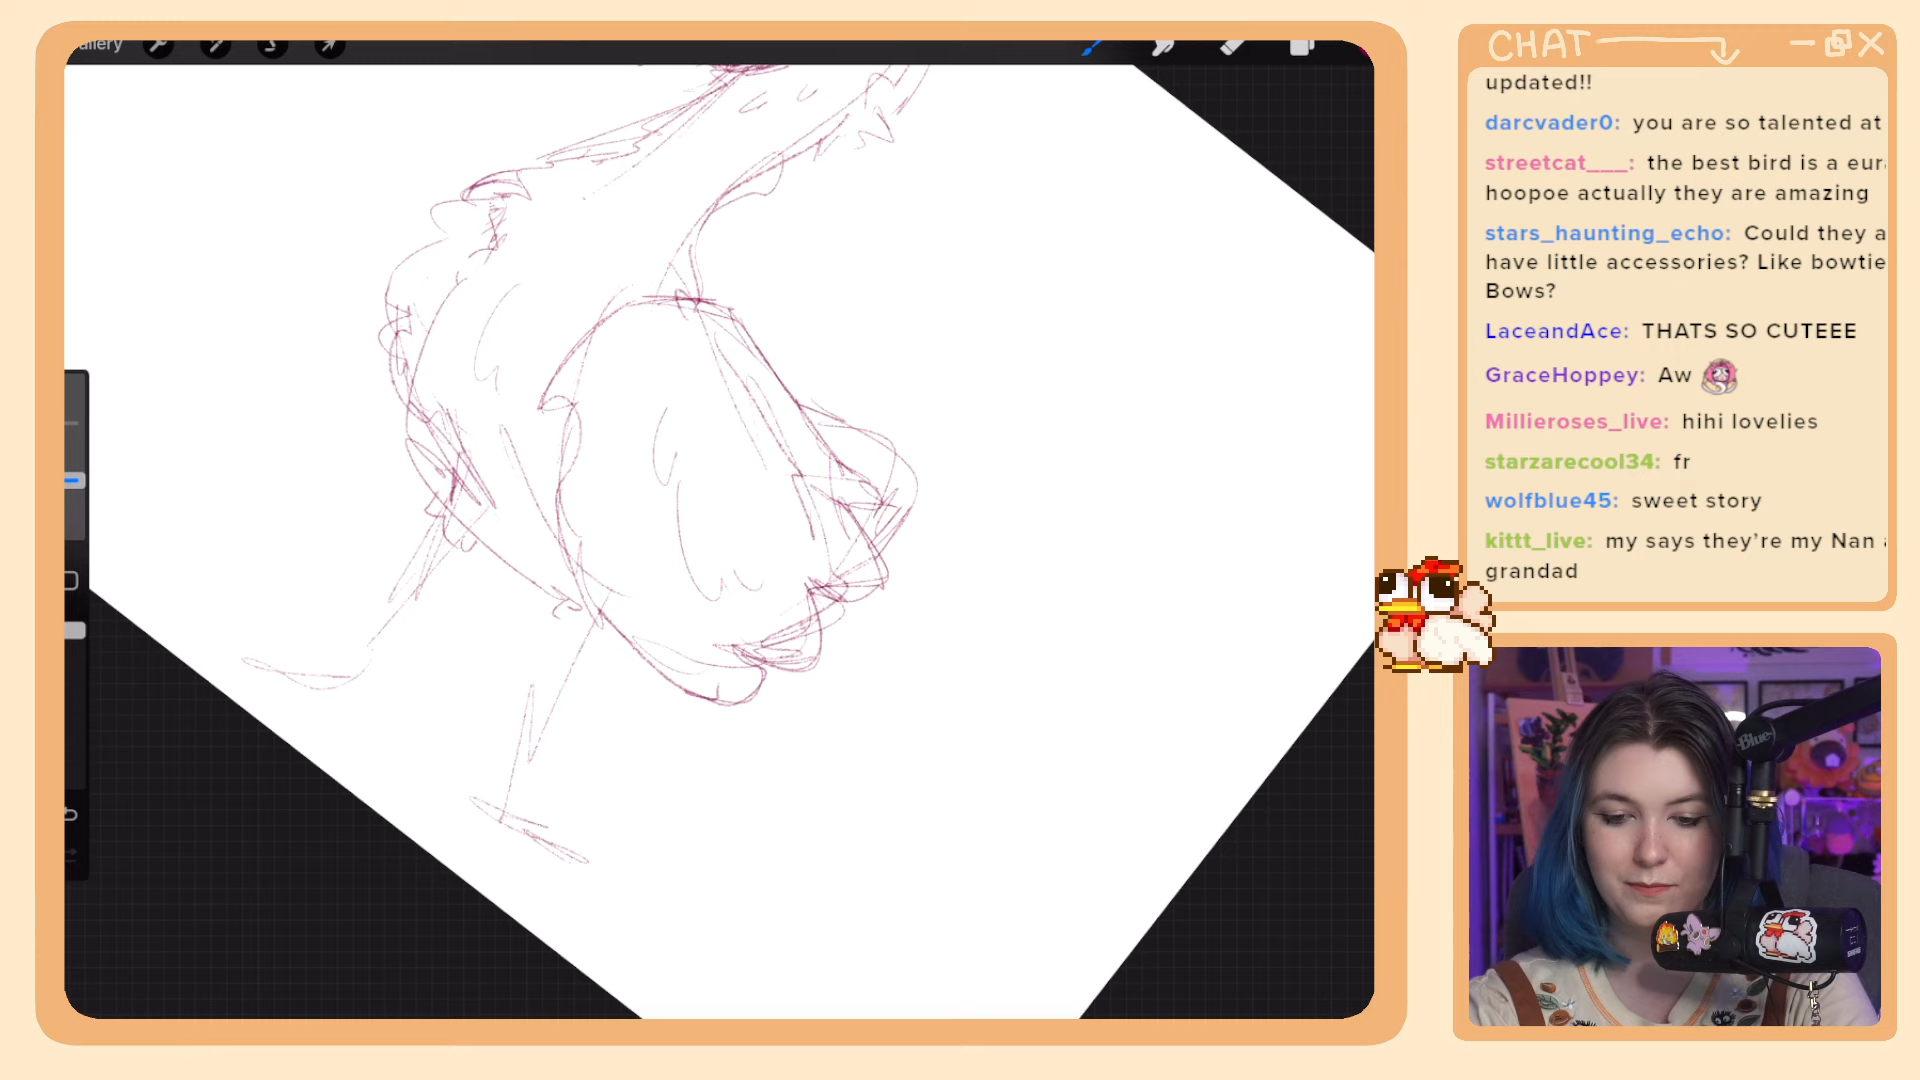 allery
CHAT
updated!!
darcvader0: you are so talented at
streetcat___: the best bird is a eur
hoopoe actually they are amazing
stars_haunting_echo: Could they a
have little accessories? Like bowtie
Bows?
LaceandAce: THATS SO CUTEEE
GraceHoppey: Aw
Millieroses_live: hihi lovelies
starzarecool34: fr
wolfblue45: sweet story
kittt_live: my says they're my Nan
grandad
Blue